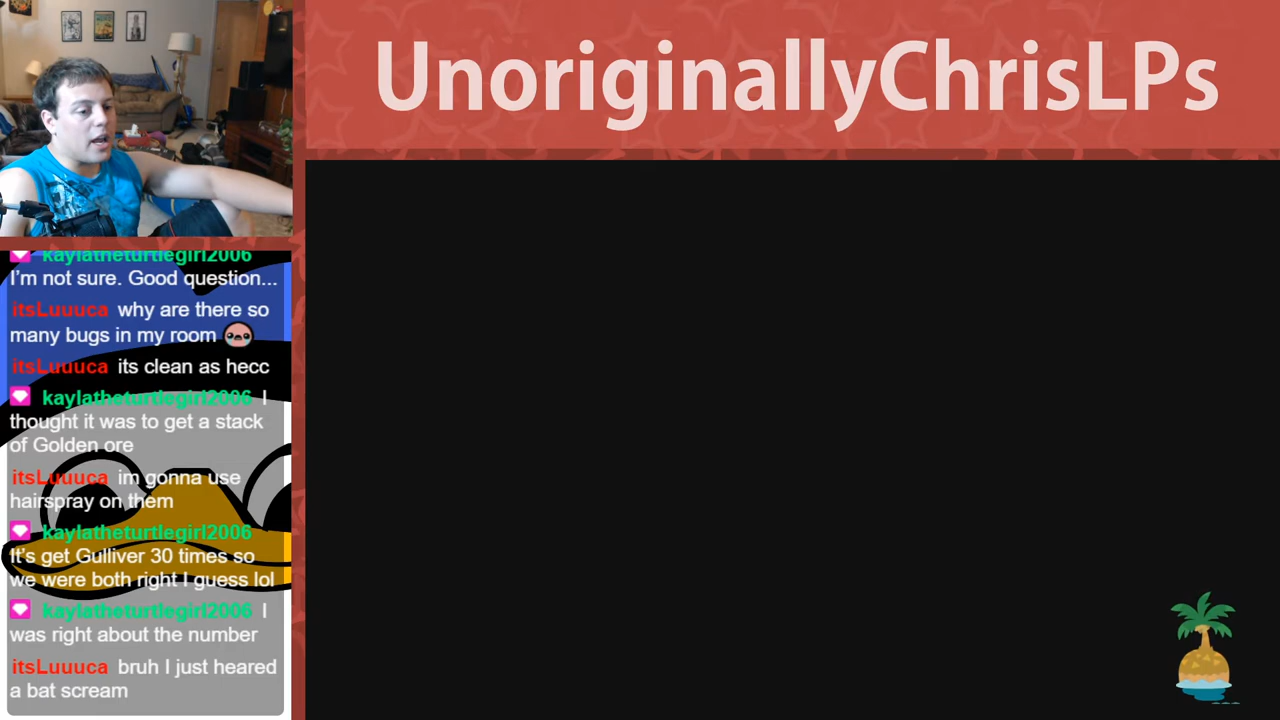 UnoriginallyChrisLPs
kaylatheturtlegirl2006
I'm not sure. Good question...
itsLuuuca why are there so
many bugs in my room
itsLuuuca its clean as hecc
kaylatheturtlegirl2006 I
thought it was to get a stack
of Golden ore
itsLuuuca im gonna use
hairspray on them
kaylatheturtlegirl2006
It's get Gulliver 30 times so
we were both right I guess lol
kaylatheturtlegirl2006 I
was right about the number
itsLuuuca bruh I just heared
a bat scream